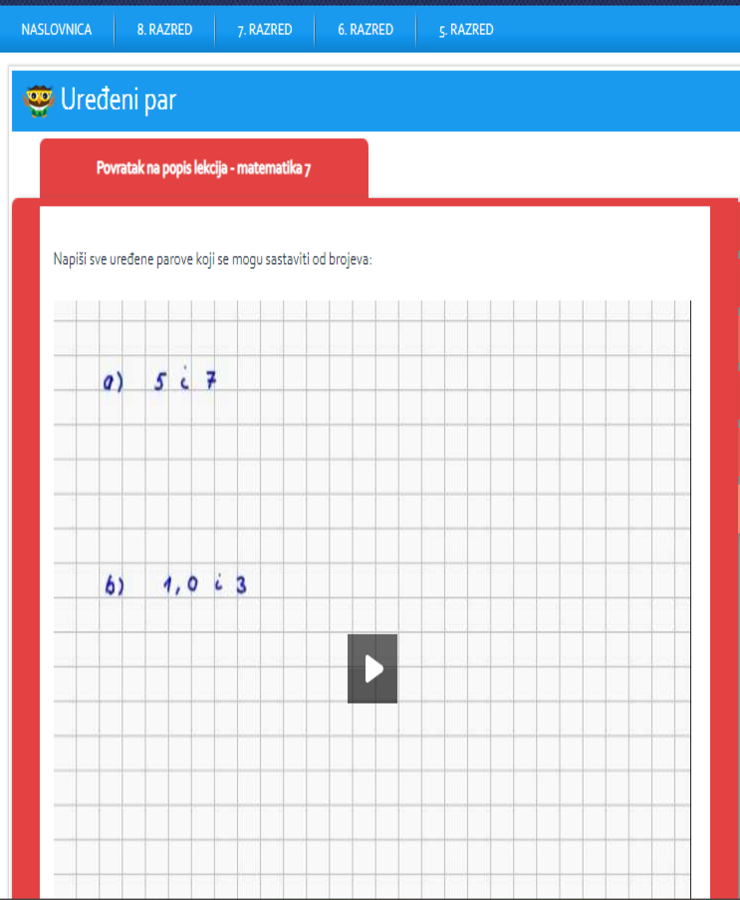 NASLOVNICA 8. RAZRED 7. RAZRED 6. RAZRED 5. RAZRED
Uređeni par
Povratak na popis lekcija - matematika 7
Napiši sve uređene parove koji se mogu sastaviti od brojeva:
a) 5 i 7
b) 1, 0 i 3